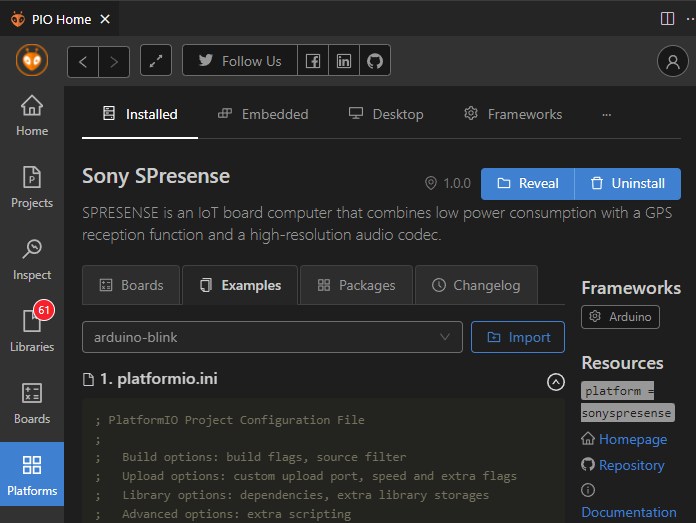 PIO Home
Follow Us
Home
Projects
Inspect
61
Libraries
Boards
Platforms
Installed
Embedded
Desktop
Frameworks
...
Sony SPresense
1.0.0
Reveal
Uninstall
SPRESENSE is an IoT board computer that combines low power consumption with a GPS
reception function and a high-resolution audio codec.
Boards
Examples
Packages
Changelog
arduino-blink
Import
1. platformio.ini
; PlatformIO Project Configuration File
;
;   Build options: build flags, source filter
;   Upload options: custom upload port, speed and extra flags
;   Library options: dependencies, extra library storages
;   Advanced options: extra scripting
Frameworks
Arduino
Resources
platform =
sonyspresense
Homepage
Repository
Documentation